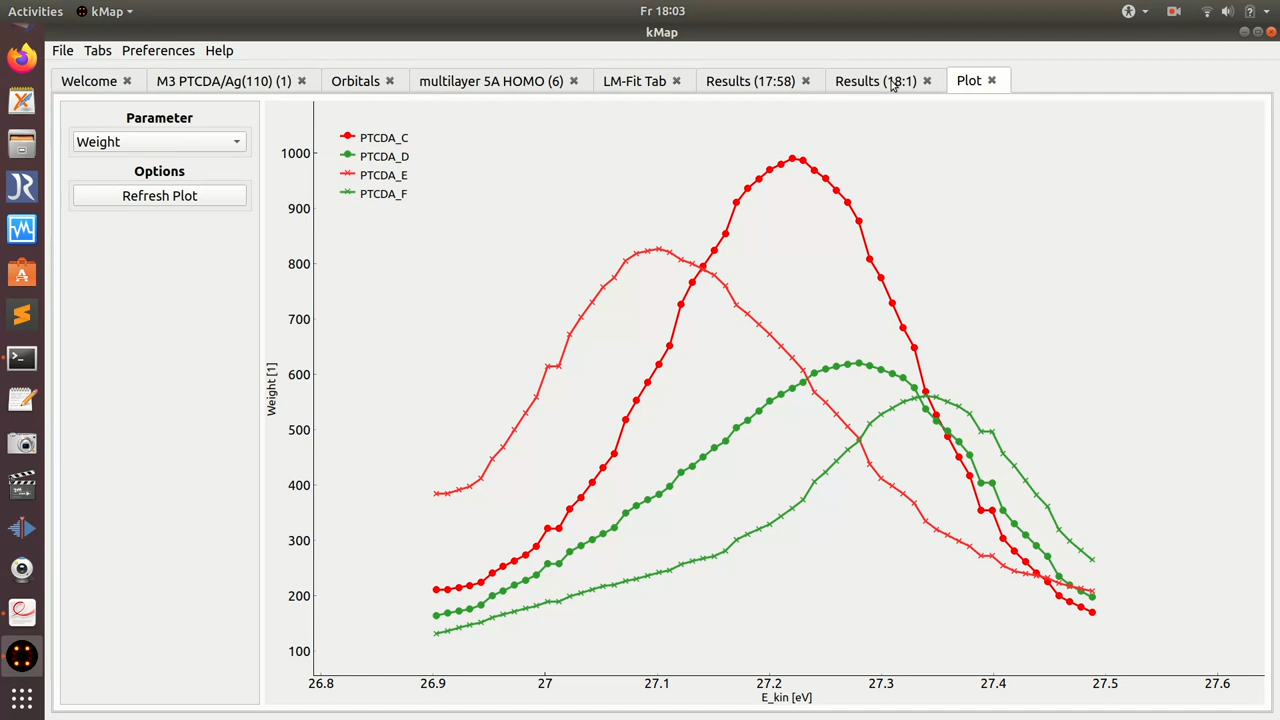 Activities kMap Fr 18:03
kMap
File Tabs Preferences Help
Welcome M3 PTCDA/Ag(110) (1) Orbitals multilayer 5A HOMO (6) LM-Fit Tab Results (17:58) Results (18:1) Plot
Parameter
Weight
Options
Refresh Plot
PTCDA_C
PTCDA_D
PTCDA_E
PTCDA_F
1000
900
800
700
600
500
400
300
200
100
Weight [1]
26.8 26.9 27 27.1 27.2 27.3 27.4 27.5 27.6
E_kin [eV]